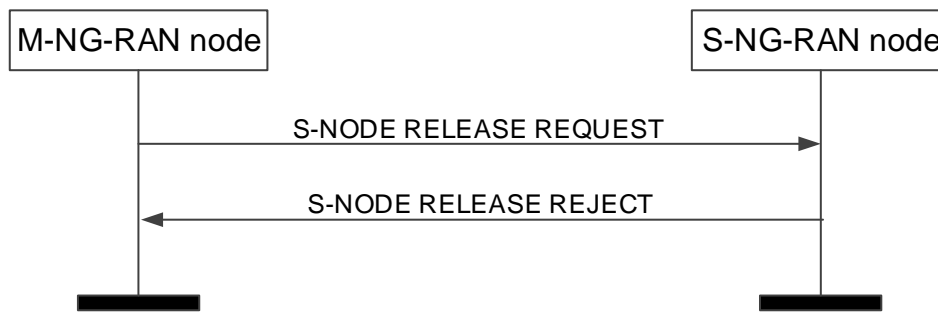 M-NG-RAN node
S-NG-RAN node
S-NODE RELEASE REQUEST
S-NODE RELEASE REJECT